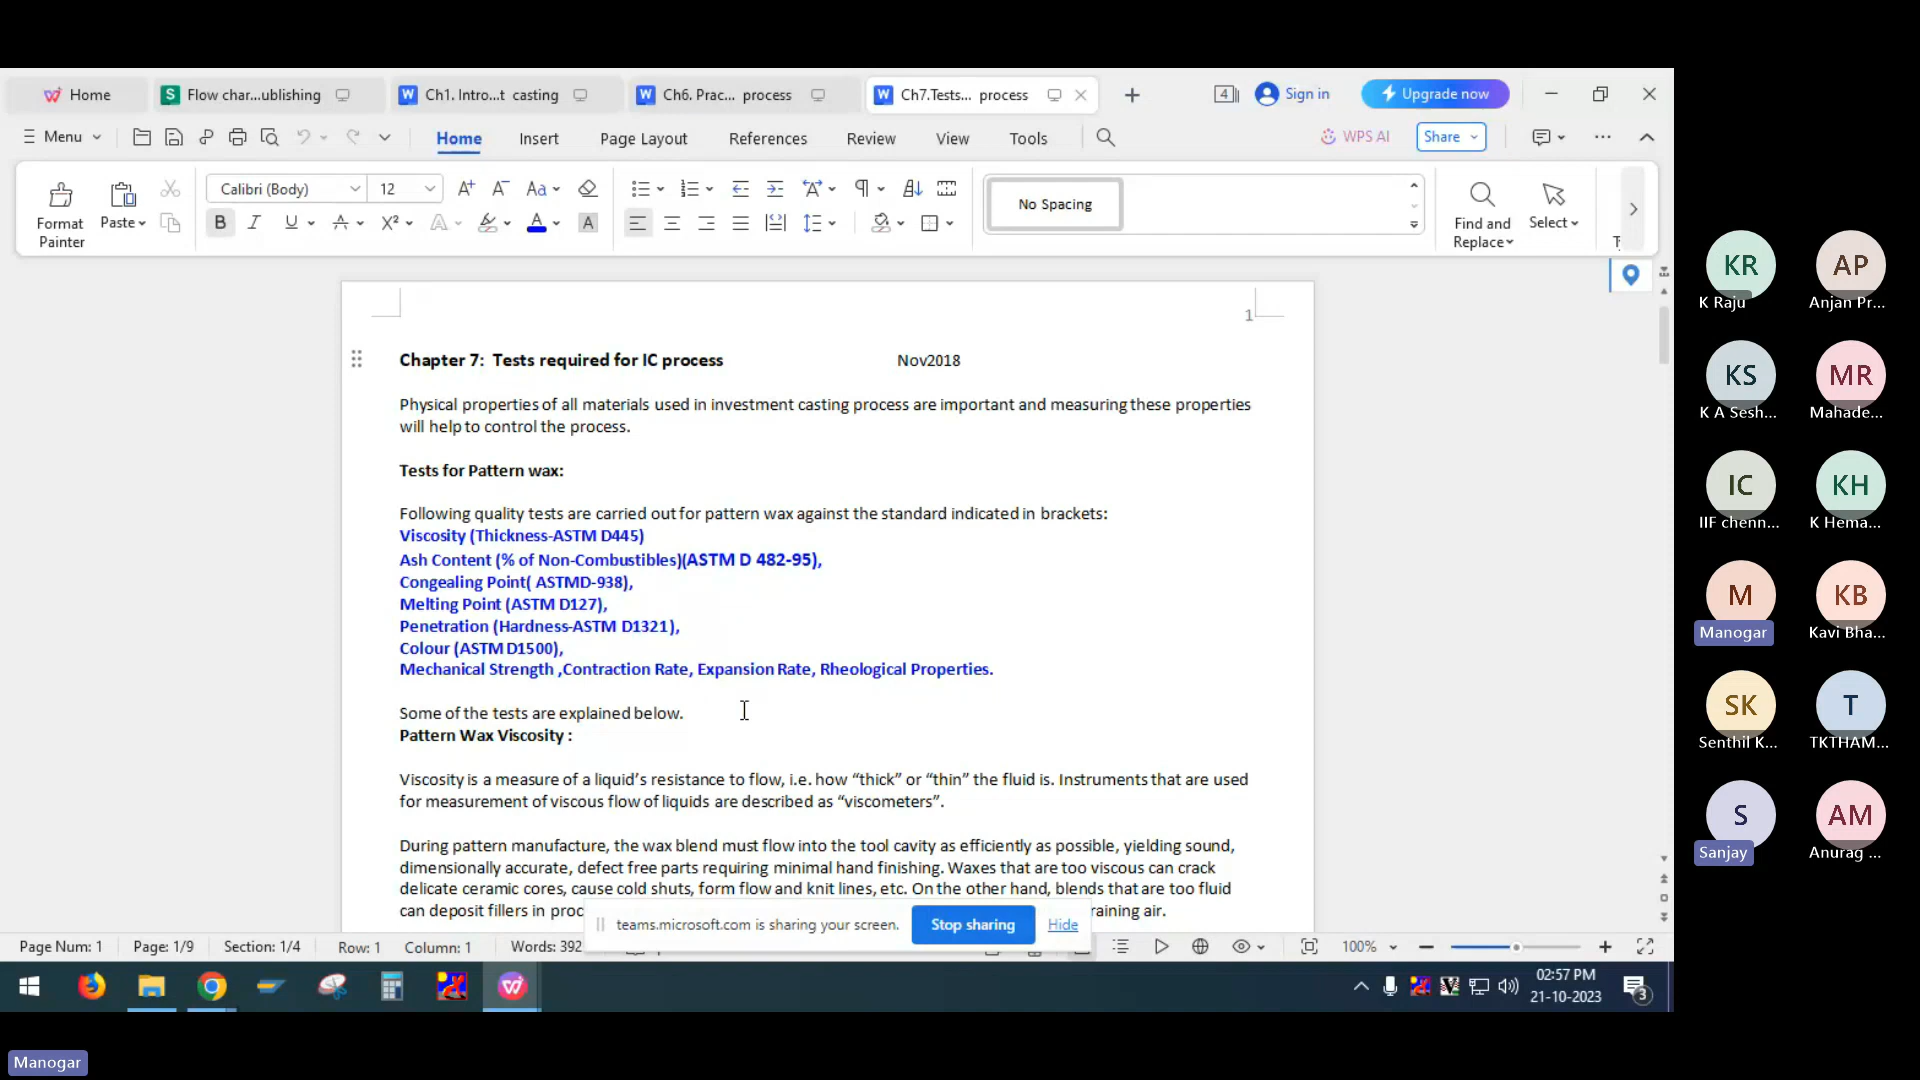 Home
Flow char...ublishing
Ch1. Intro...t casting
Ch6. Prac... process
Ch7.Tests... process
4
Sign in
Upgrade now
Menu
Home
Insert
Page Layout
References
Review
View
Tools
WPS AI
Share
Format
Painter
Paste
Calibri (Body)
12
No Spacing
Find and
Replace
Select
1
Chapter 7: Tests required for IC process Nov2018
Physical properties of all materials used in investment casting process are important and measuring these properties
will help to control the process.
Tests for Pattern wax:
Following quality tests are carried out for pattern wax against the standard indicated in brackets:
Viscosity (Thickness-ASTM D445)
Ash Content (% of Non-Combustibles)(ASTM D 482-95),
Congealing Point( ASTMD-938),
Melting Point (ASTM D127),
Penetration (Hardness-ASTM D1321),
Colour (ASTM D1500),
Mechanical Strength ,Contraction Rate, Expansion Rate, Rheological Properties.
Some of the tests are explained below.
Pattern Wax Viscosity :
Viscosity is a measure of a liquid’s resistance to flow, i.e. how “thick” or “thin” the fluid is. Instruments that are used
for measurement of viscous flow of liquids are described as “viscometers”.
During pattern manufacture, the wax blend must flow into the tool cavity as efficiently as possible, yielding sound,
dimensionally accurate, defect free parts requiring minimal hand finishing. Waxes that are too viscous can crack
delicate ceramic cores, cause cold shuts, form flow and knit lines, etc. On the other hand, blends that are too fluid
can deposit fillers in proc raining air.
teams.microsoft.com is sharing your screen.
Stop sharing
Hide
Page Num: 1
Page: 1/9
Section: 1/4
Row: 1
Column: 1
Words: 392
100%
02:57 PM
21-10-2023
3
KR
K Raju
AP
Anjan Pr...
KS
K A Sesh...
MR
Mahade...
IC
IIF chenn...
KH
K Hema...
M
Manogar
KB
Kavi Bha...
SK
Senthil K...
T
TKTHAM...
S
Sanjay
AM
Anurag ...
Manogar